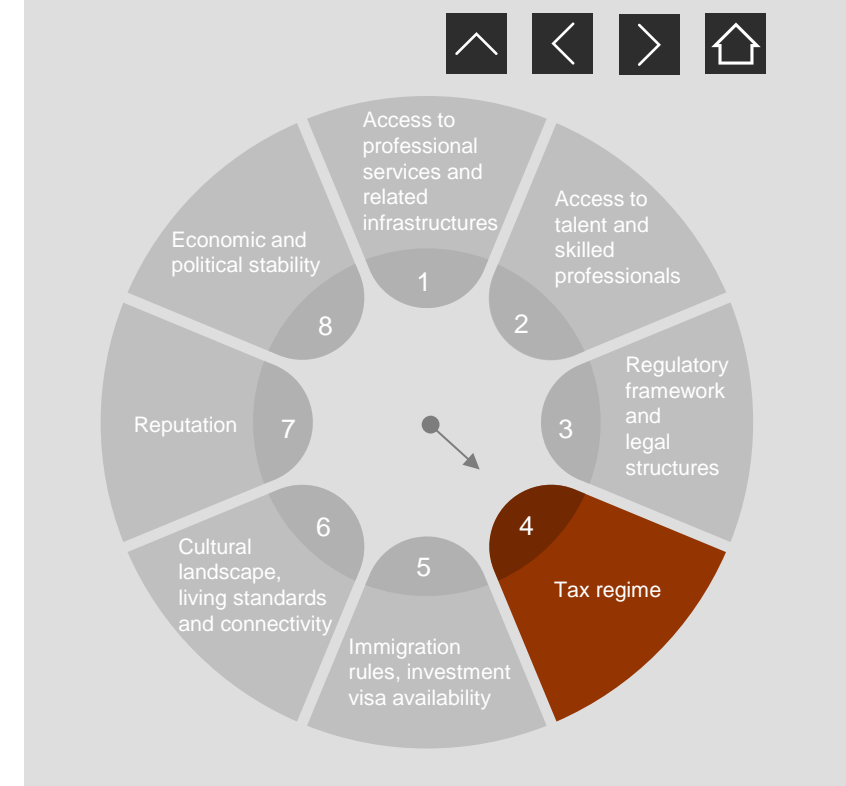 Access to
professional
services and
related
infrastructures
1
Access to
talent and
skilled
professionals
2
Regulatory
framework
and
legal
structures
3
4
Tax regime
5
Immigration
rules, investment
visa availability
6
Cultural
landscape,
living standards
and connectivity
Reputation
7
Economic and
political stability
8